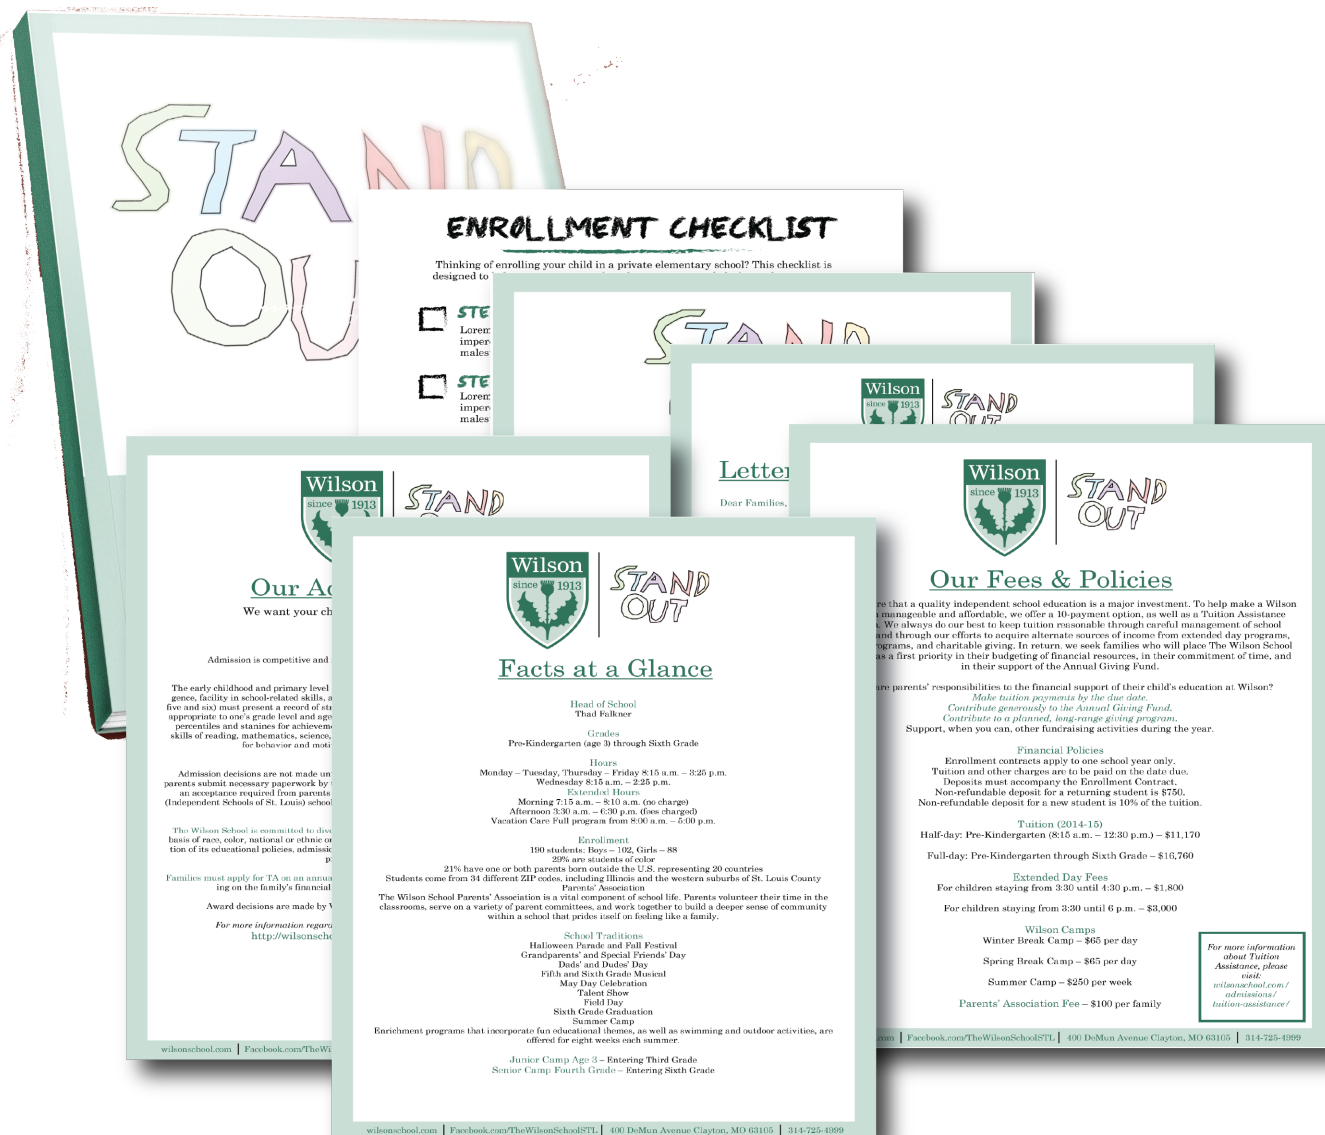 STAND
OU
ENROLLMENT CHECKLIST
Thinking of enrolling your child in a private elementary school? This checklist is
designed to
STE
Lorem
imper
males
STE
Lorem
imper
males
STAND
Wilson
since 1913
STAND
OUT
Letter
Dear Families,
Wilson
since 1913
STAND
OUT
Our Fees & Policies
re that a quality independent school education is a major investment. To help make a Wilson
manageable and affordable, we offer a 10-payment option, as well as a Tuition Assistance
. We always do our best to keep tuition reasonable through careful management of school
and through our efforts to acquire alternate sources of income from extended day programs,
ograms, and charitable giving. In return, we seek families who will place The Wilson School
as a first priority in their budgeting of financial resources, in their commitment of time, and
in their support of the Annual Giving Fund.
are parents' responsibilities to the financial support of their child's education at Wilson?
Make tuition payments by the due date.
Contribute generously to the Annual Giving Fund.
Contribute to a planned, long-range giving program.
Support, when you can, other fundraising activities during the year.
Financial Policies
Enrollment contracts apply to one school year only.
Tuition and other charges are to be paid on the date due.
Deposits must accompany the Enrollment Contract.
Non-refundable deposit for a returning student is $750.
Non-refundable deposit for a new student is 10% of the tuition.
Tuition (2014-15)
Half-day: Pre-Kindergarten (8:15 a.m. – 12:30 p.m.) – $11,170
Full-day: Pre-Kindergarten through Sixth Grade – $16,760
Extended Day Fees
For children staying from 3:30 until 4:30 p.m. – $1,800
For children staying from 3:30 until 6 p.m. – $3,000
Wilson Camps
Winter Break Camp – $65 per day
Spring Break Camp – $65 per day
Summer Camp – $250 per week
Parents' Association Fee – $100 per family
For more information
about Tuition
Assistance, please
visit:
wilsonschool.com/
admissions/
tuition-assistance/
.com | Facebook.com/TheWilsonSchoolSTL | 400 DeMun Avenue Clayton, MO 63105 | 314-725-4999
Wilson
since 1913
STAND
Our Ad
We want your ch
Admission is competitive and
The early childhood and primary level
gence, facility in school-related skills, a
five and six) must present a record of st
appropriate to one's grade level and age
percentiles and stanines for achievem
skills of reading, mathematics, science,
for behavior and moti
Admission decisions are not made un
parents submit necessary paperwork by
an acceptance required from parents
(Independent Schools of St. Louis) school
The Wilson School is committed to dive
basis of race, color, national or ethnic or
tion of its educational policies, admissi
p
Families must apply for TA on an annua
ing on the family's financial
Award decisions are made by W
For more information regard
http://wilsonscho
wilsonschool.com | Facebook.com/TheWi
Wilson
since 1913
STAND
OUT
Facts at a Glance
Head of School
Thad Falkner
Grades
Pre-Kindergarten (age 3) through Sixth Grade
Hours
Monday – Tuesday, Thursday – Friday 8:15 a.m. – 3:25 p.m.
Wednesday 8:15 a.m. – 2:25 p.m.
Extended Hours
Morning 7:15 a.m. – 8:10 a.m. (no charge)
Afternoon 3:30 a.m. – 6:30 p.m. (fees charged)
Vacation Care Full program from 8:00 a.m. – 5:00 p.m.
Enrollment
190 students: Boys – 102, Girls – 88
29% are students of color
21% have one or both parents born outside the U.S. representing 20 countries
Students come from 34 different ZIP codes, including Illinois and the western suburbs of St. Louis County
Parents' Association
The Wilson School Parents' Association is a vital component of school life. Parents volunteer their time in the
classrooms, serve on a variety of parent committees, and work together to build a deeper sense of community
within a school that prides itself on feeling like a family.
School Traditions
Halloween Parade and Fall Festival
Grandparents' and Special Friends' Day
Dads' and Dudes' Day
Fifth and Sixth Grade Musical
May Day Celebration
Talent Show
Field Day
Sixth Grade Graduation
Summer Camp
Enrichment programs that incorporate fun educational themes, as well as swimming and outdoor activities, are
offered for eight weeks each summer.
Junior Camp Age 3 – Entering Third Grade
Senior Camp Fourth Grade – Entering Sixth Grade
wilsonschool.com | Facebook.com/TheWilsonSchoolSTL | 400 DeMun Avenue Clayton, MO 63105 | 314-725-4999